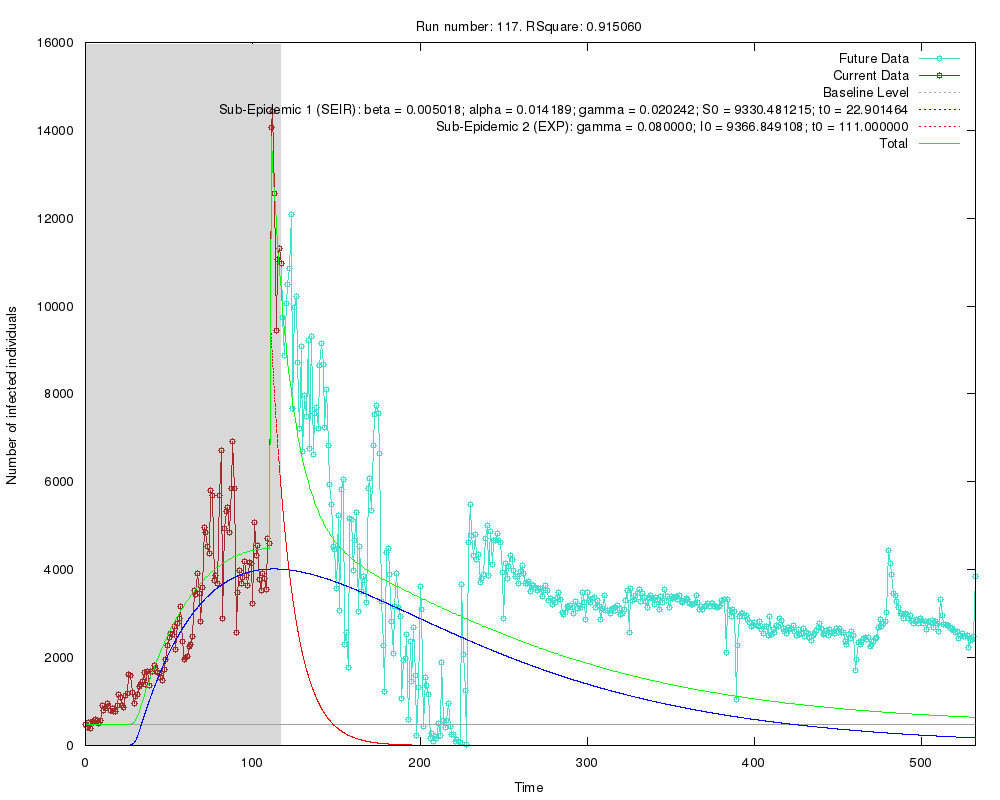 Run number: 117. RSquare: 0.915060
16000
14000
12000
10000
8000
6000
4000
2000
0
Number of infected individuals
Future Data
Current Data
Baseline Level
Sub-Epidemic 1 (SEIR): beta = 0.005018; alpha = 0.014189; gamma = 0.020242; S0 = 9330.481215; t0 = 22.901464
Sub-Epidemic 2 (EXP): gamma = 0.080000; I0 = 9366.849108; t0 = 111.000000
Total
0 100 200 300 400 500
Time